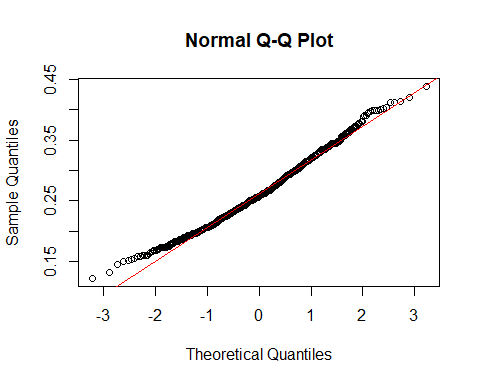 Normal Q-Q Plot
0.45
0.35
0.25
0.15
Sample Quantiles
-3 -2 -1 0 1 2 3
Theoretical Quantiles